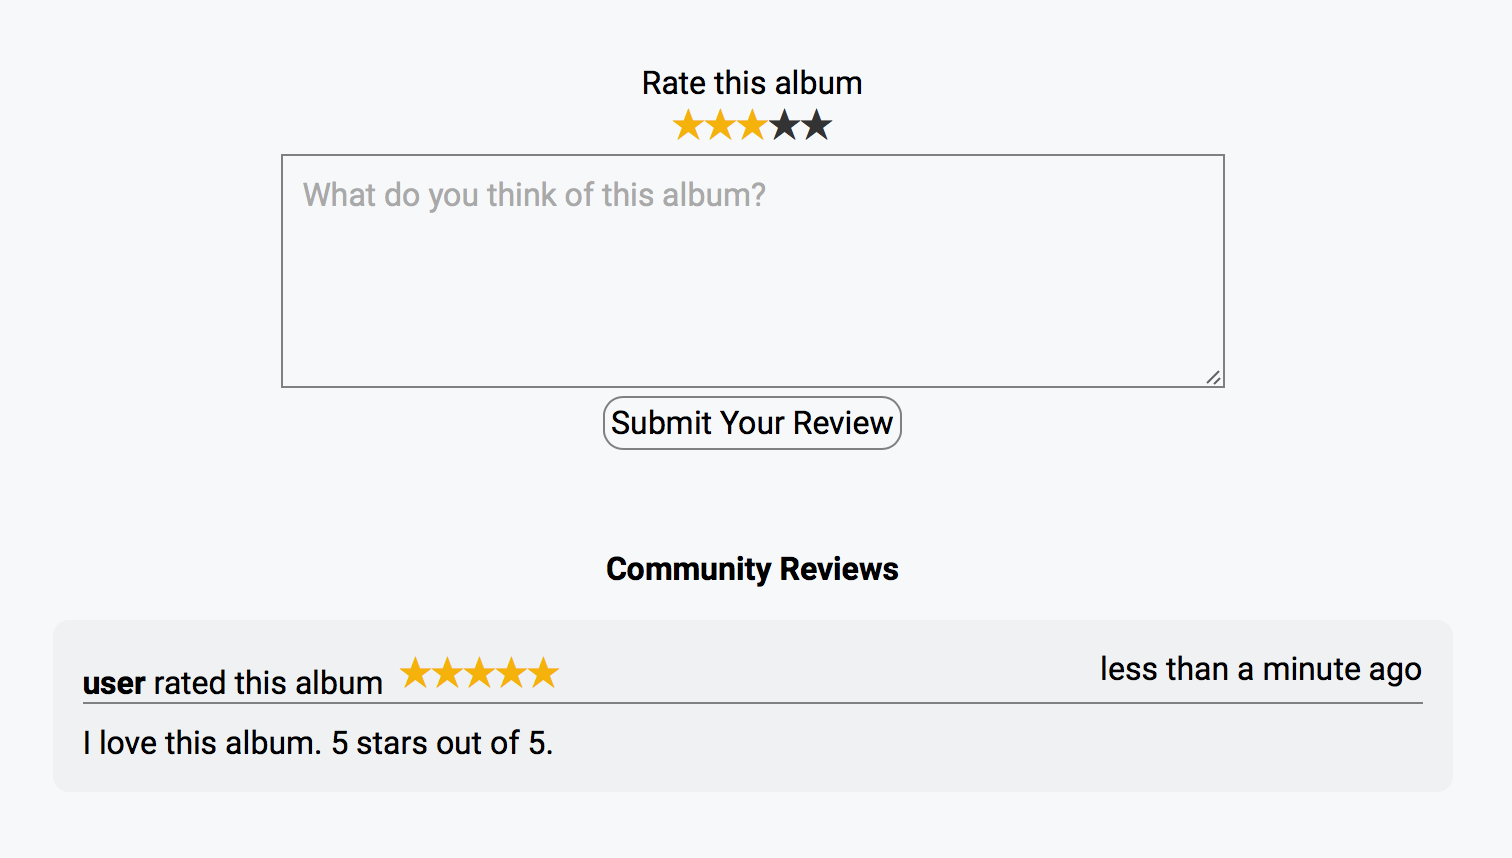 Rate this album
What do you think of this album?
Submit Your Review
Community Reviews
user rated this album ★★★★★ less than a minute ago
I love this album. 5 stars out of 5.